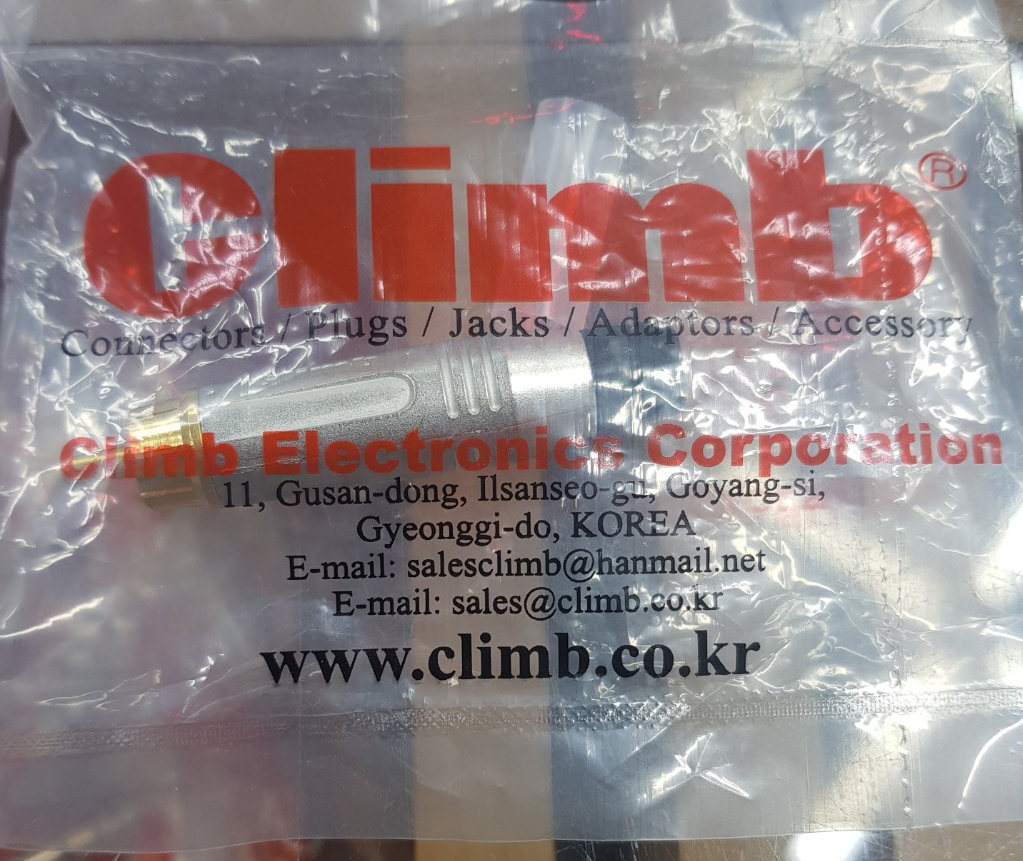 Climb ®
Connectors / Plugs / Jacks / Adaptors / Accessory
Climb Electronics Corporation
11, Gusan-dong, Ilsanseo-gu, Goyang-si,
Gyeonggi-do, KOREA
E-mail: salesclimb@hanmail.net
E-mail: sales@climb.co.kr
www.climb.co.kr